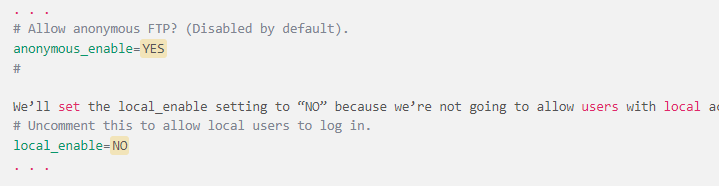 . . .
# Allow anonymous FTP? (Disabled by default).
anonymous_enable=YES
#
We’ll set the local_enable setting to “NO” because we’re not going to allow users with local
# Uncomment this to allow local users to log in.
local_enable=NO
. . .